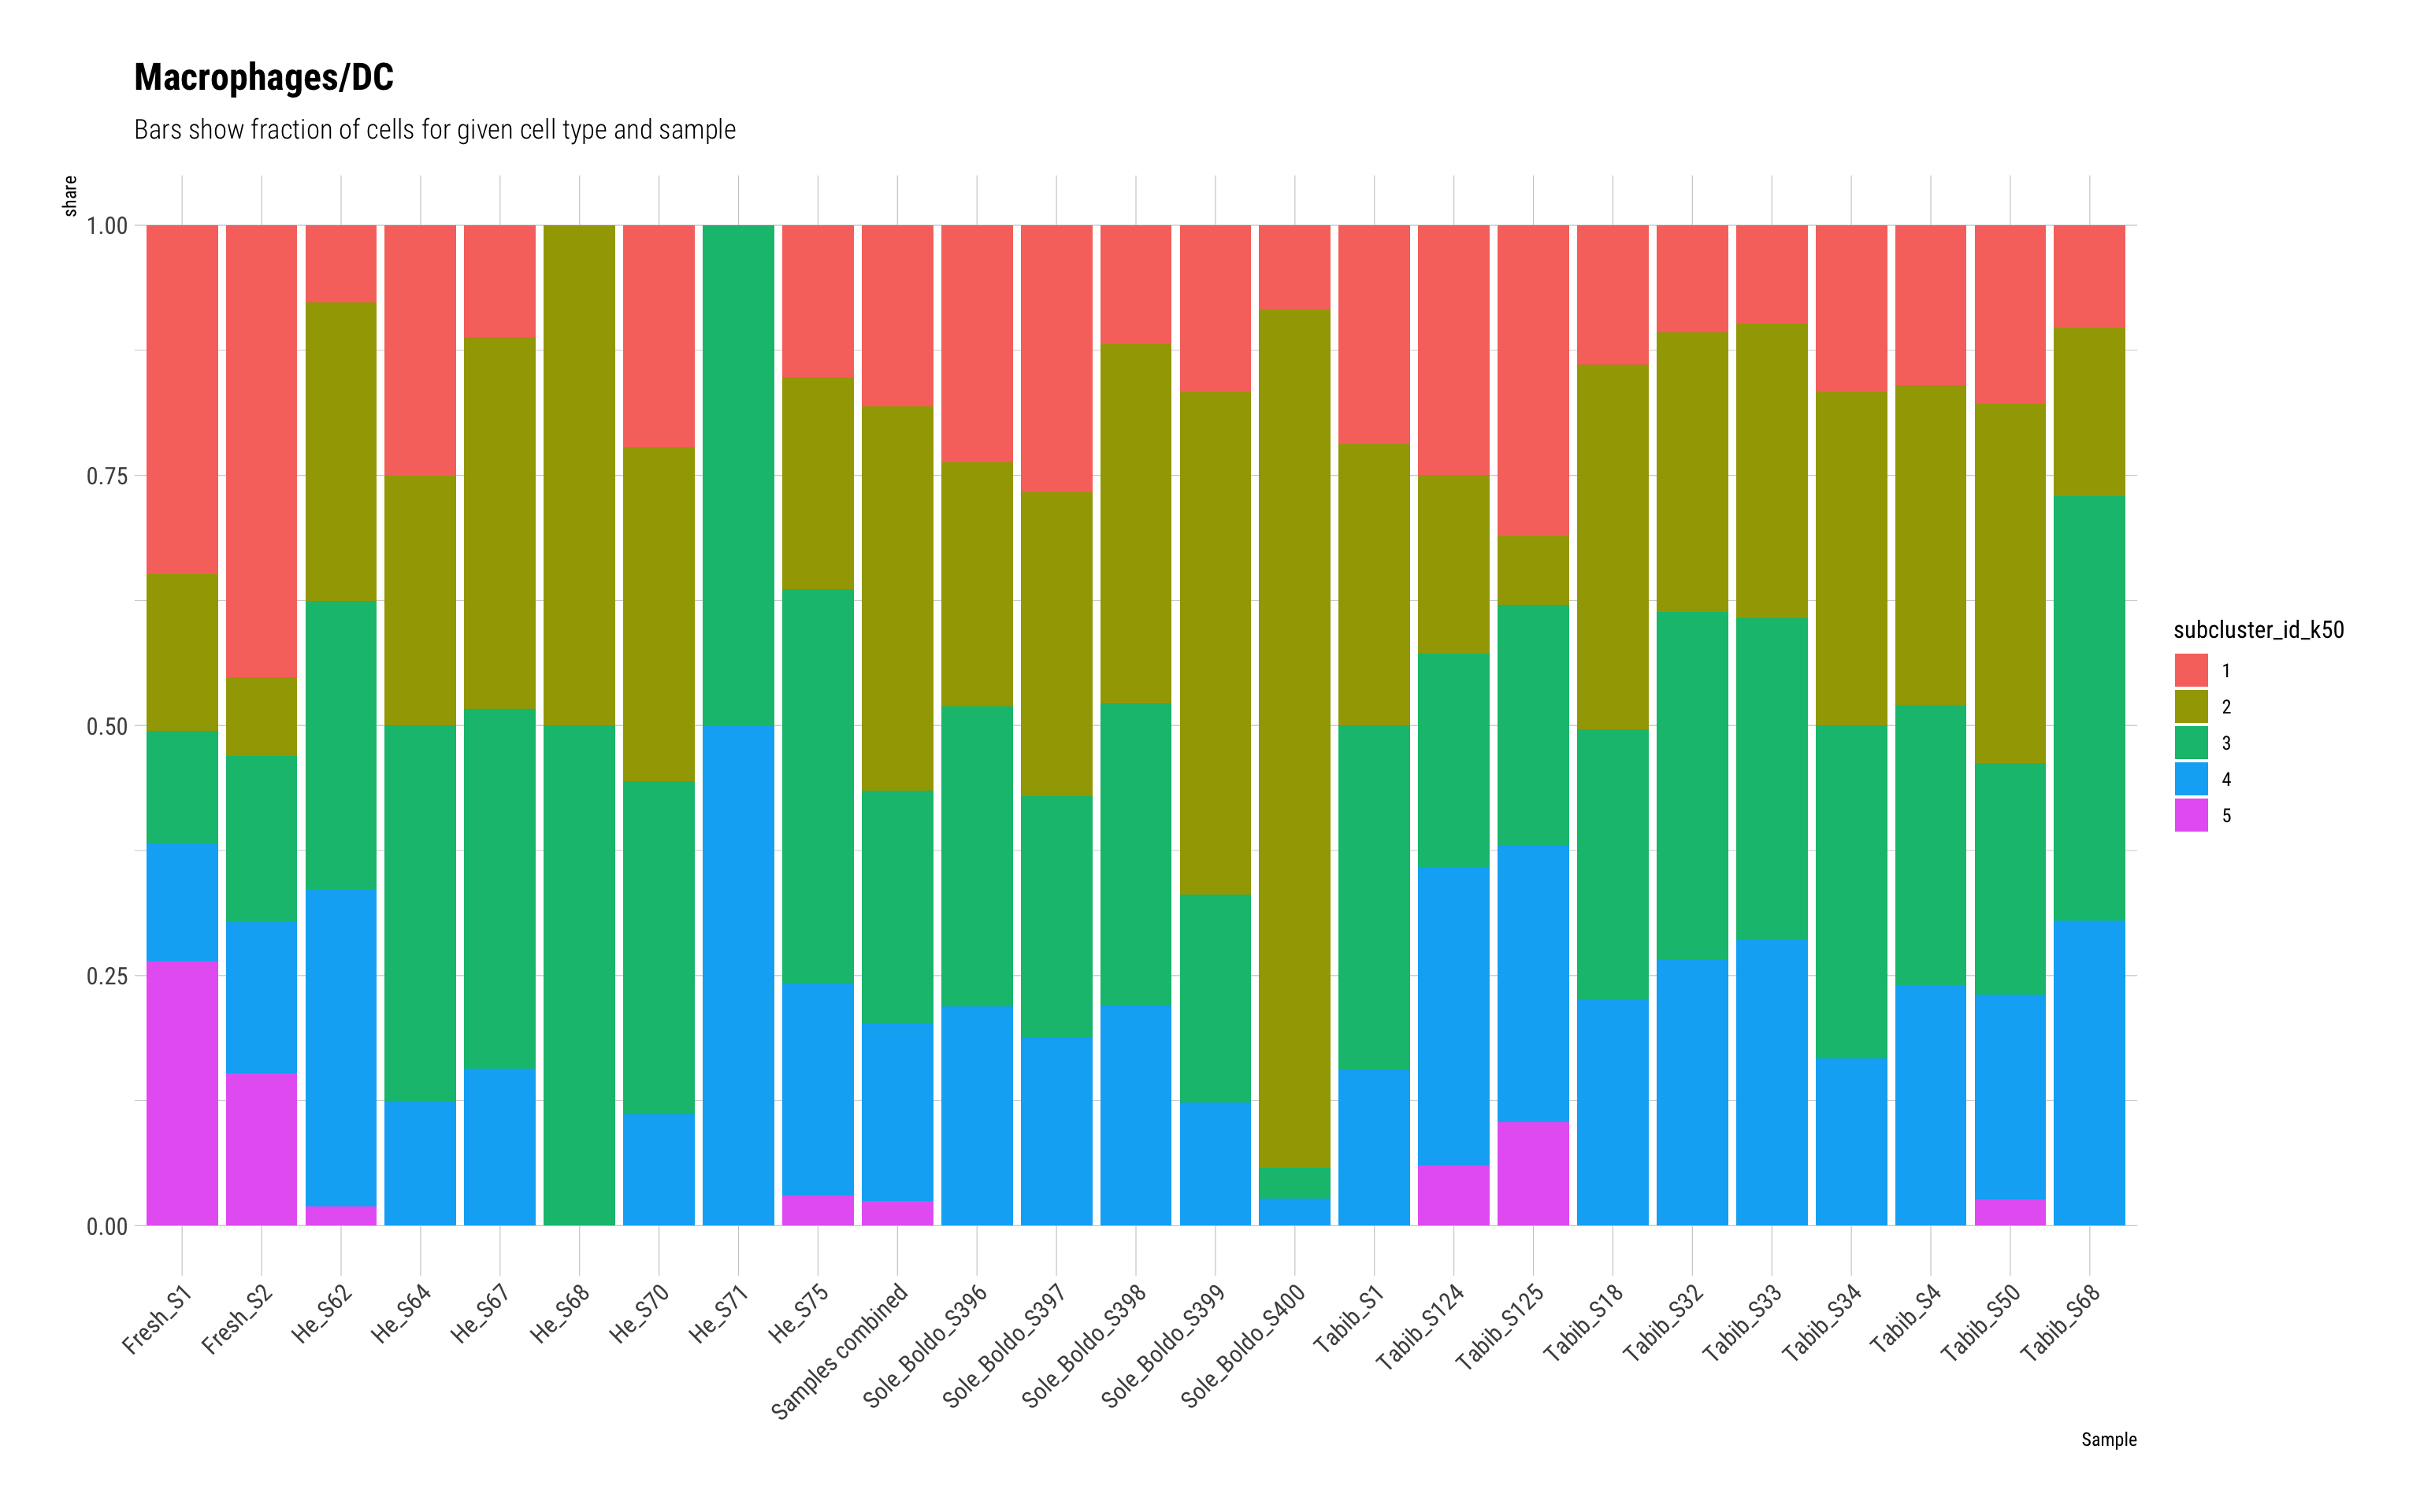 Macrophages/DC
Bars show fraction of cells for given cell type and sample
share
1.00
0.75
0.50
0.25
0.00
Fresh_S1
Fresh_S2
He_S62
He_S64
He_S67
He_S68
He_S70
He_S71
He_S75
Samples combined
Sole_Boldo_S396
Sole_Boldo_S397
Sole_Boldo_S398
Sole_Boldo_S399
Sole_Boldo_S400
Tabib_S1
Tabib_S124
Tabib_S125
Tabib_S18
Tabib_S32
Tabib_S33
Tabib_S34
Tabib_S4
Tabib_S50
Tabib_S68
Sample
subcluster_id_k50
1
2
3
4
5